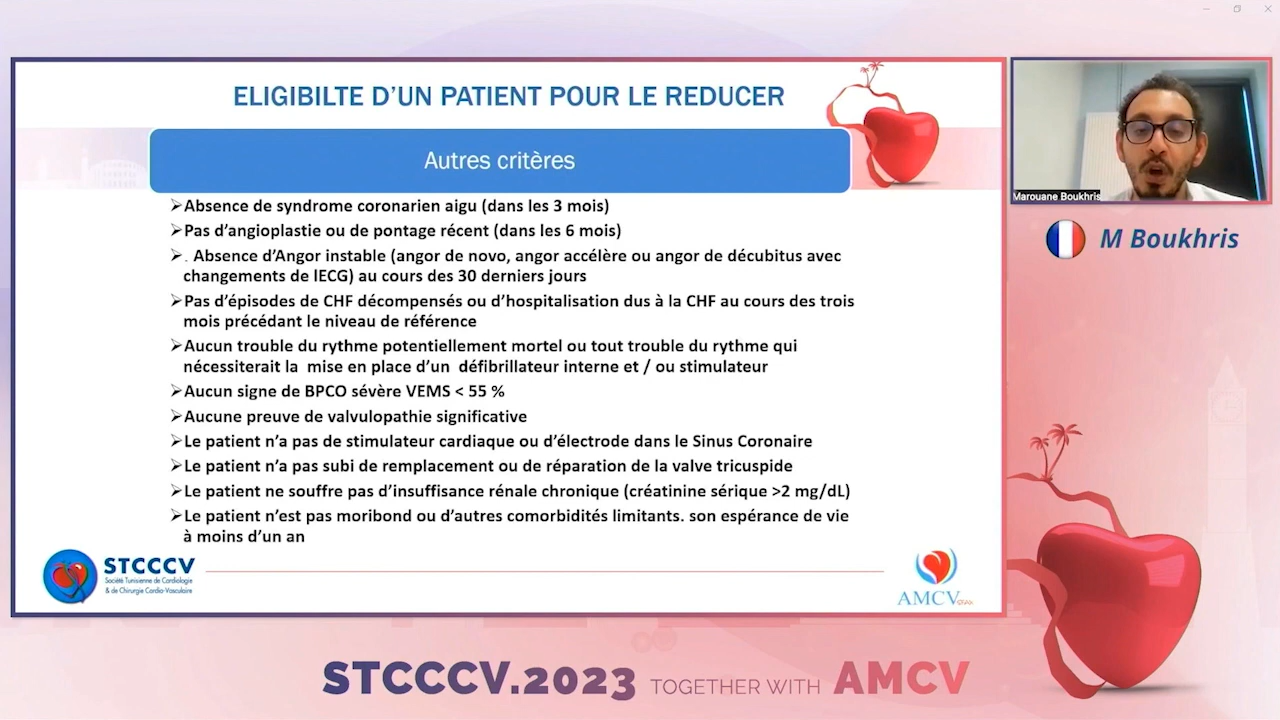 ELIGIBILTE D'UN PATIENT POUR LE REDUCER
Autres critères
➢Absence de syndrome coronarien aigu (dans les 3 mois)
➢Pas d'angioplastie ou de pontage récent (dans les 6 mois)
➢. Absence d'Angor instable (angor de novo, angor accélère ou angor de décubitus avec
changements de lECG) au cours des 30 derniers jours
➢Pas d'épisodes de CHF décompensés ou d'hospitalisation dus à la CHF au cours des trois
mois précédant le niveau de référence
➢Aucun trouble du rythme potentiellement mortel ou tout trouble du rythme qui
nécessiterait la mise en place d'un défibrillateur interne et / ou stimulateur
➢Aucun signe de BPCO sévère VEMS < 55 %
➢Aucune preuve de valvulopathie significative
➢Le patient n'a pas de stimulateur cardiaque ou d'électrode dans le Sinus Coronaire
➢Le patient n'a pas subi de remplacement ou de réparation de la valve tricuspide
➢Le patient ne souffre pas d'insuffisance rénale chronique (créatinine sérique >2 mg/dL)
➢Le patient n'est pas moribond ou d'autres comorbidités limitants. son espérance de vie
à moins d'un an
STCCCV
Société Tunisienne de Cardiologie
& de Chirurgie Cardio-Vasculaire
AMCV
Marouane Boukhris
M Boukhris
STCCCV.2023 TOGETHER WITH AMCV